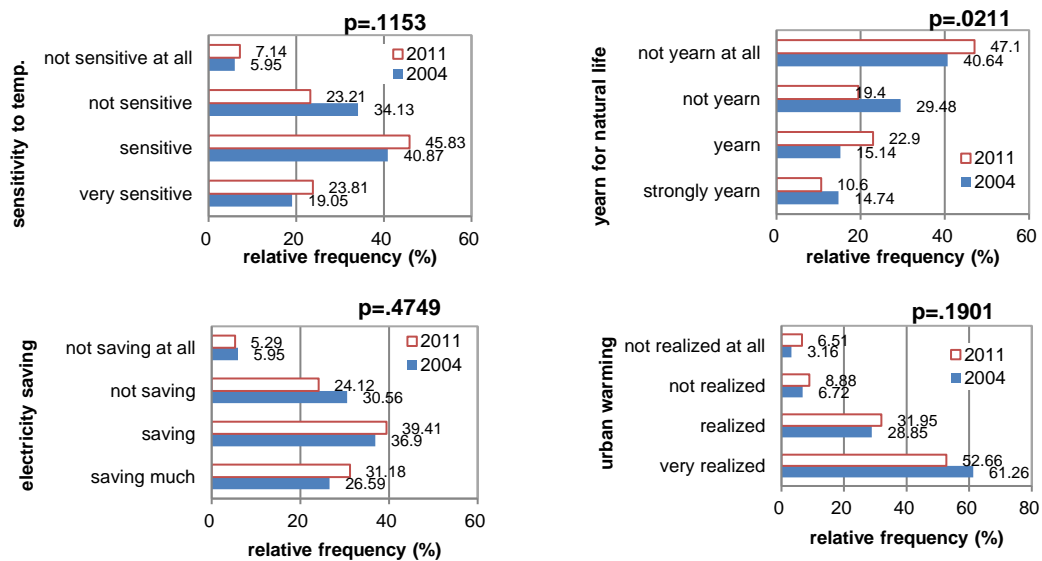 p=.1153
sensitivity to temp.
not sensitive at all
7.14
5.95
2011
2004
not sensitive
23.21
34.13
sensitive
45.83
40.87
very sensitive
23.81
19.05
0 20 40 60
relative frequency (%)
p=.0211
yearn for natural life
not yearn at all
47.1
40.64
not yearn
19.4
29.48
yearn
22.9
15.14
2011
2004
strongly yearn
10.6
14.74
0 20 40 60
relative frequency (%)
p=.4749
electricity saving
not saving at all
5.29
5.95
2011
2004
not saving
24.12
30.56
saving
39.41
36.9
saving much
31.18
26.59
0 20 40 60
relative frequency (%)
p=.1901
urban warming
not realized at all
6.51
3.16
2011
2004
not realized
8.88
6.72
realized
31.95
28.85
very realized
52.66
61.26
0 20 40 60 80
relative frequency (%)